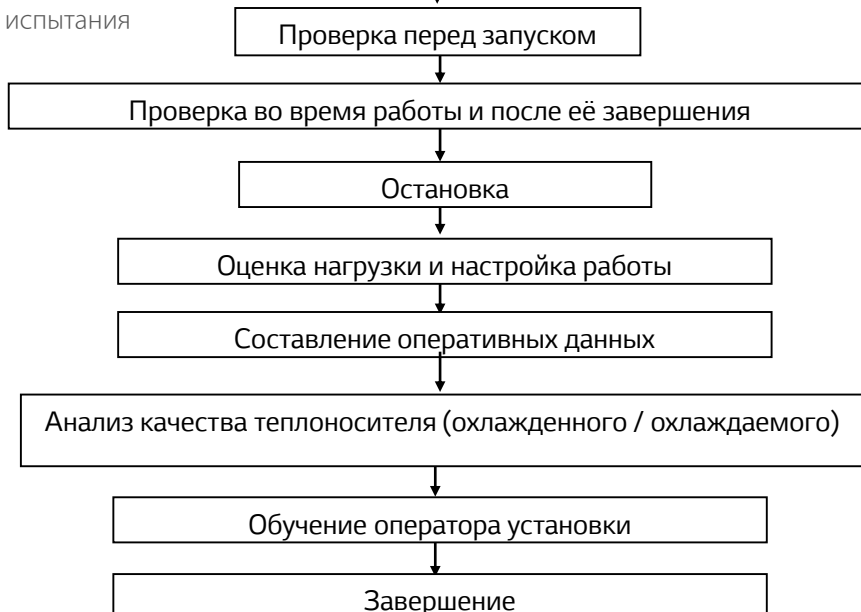 испытания
Проверка перед запуском
Проверка во время работы и после её завершения
Остановка
Оценка нагрузки и настройка работы
Составление оперативных данных
Анализ качества теплоносителя (охлажденного / охлаждаемого)
Обучение оператора установки
Завершение